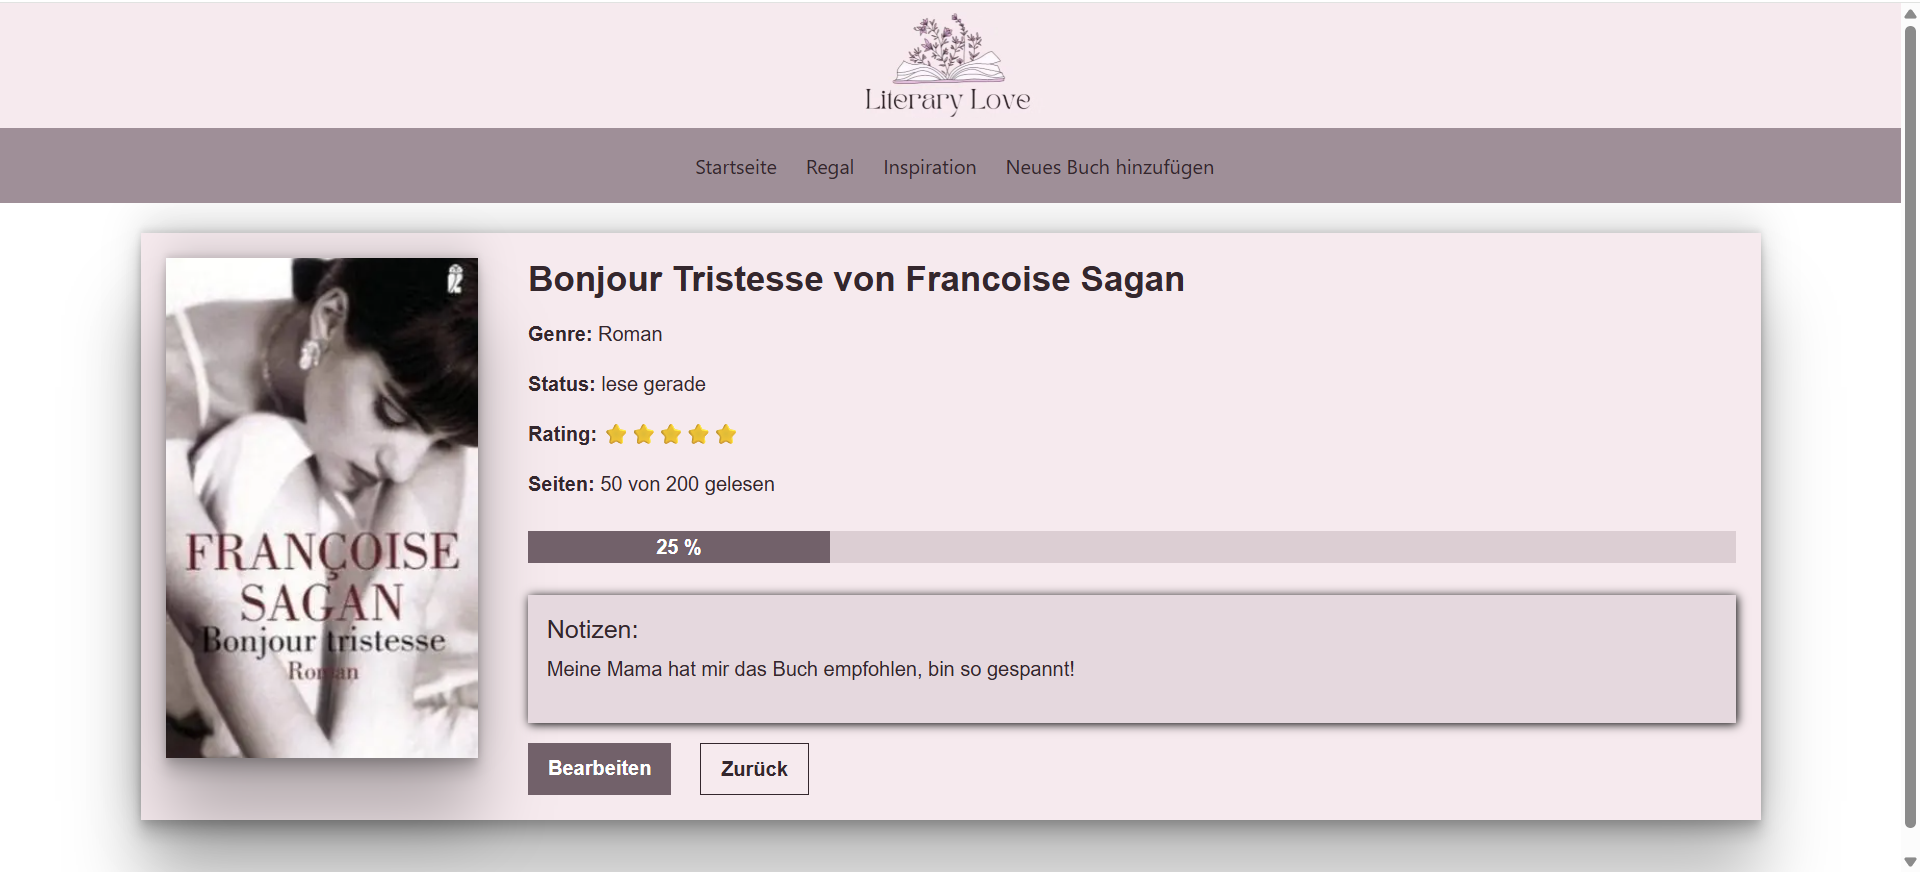 Literary Love
Startseite Regal Inspiration Neues Buch hinzufügen
Bonjour Tristesse von Francoise Sagan
Genre: Roman
Status: lese gerade
Rating:
Seiten: 50 von 200 gelesen
25 %
Notizen:
Meine Mama hat mir das Buch empfohlen, bin so gespannt!
Bearbeiten Zurück
FRANÇOISE
SAGAN
Bonjour tristesse
Roman